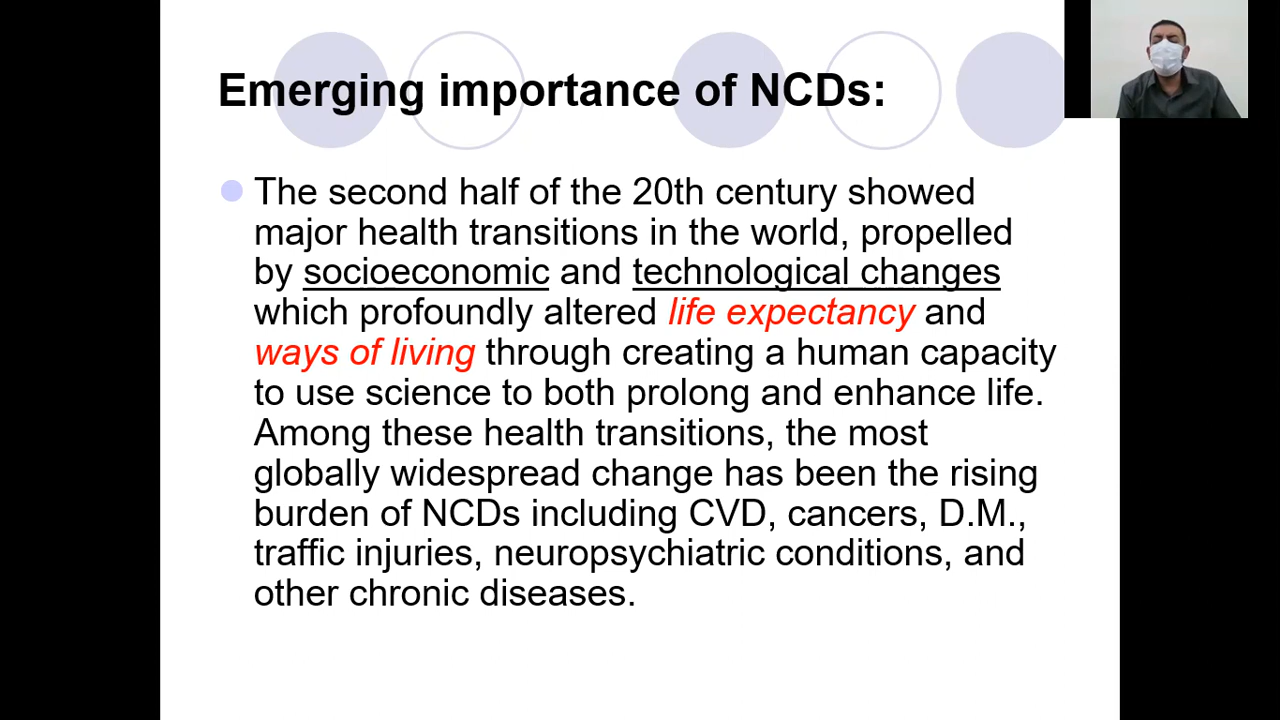 Emerging importance of NCDs:
The second half of the 20th century showed
major health transitions in the world, propelled
by socioeconomic and technological changes
which profoundly altered life expectancy and
ways of living through creating a human capacity
to use science to both prolong and enhance life.
Among these health transitions, the most
globally widespread change has been the rising
burden of NCDs including CVD, cancers, D.M.,
traffic injuries, neuropsychiatric conditions, and
other chronic diseases.